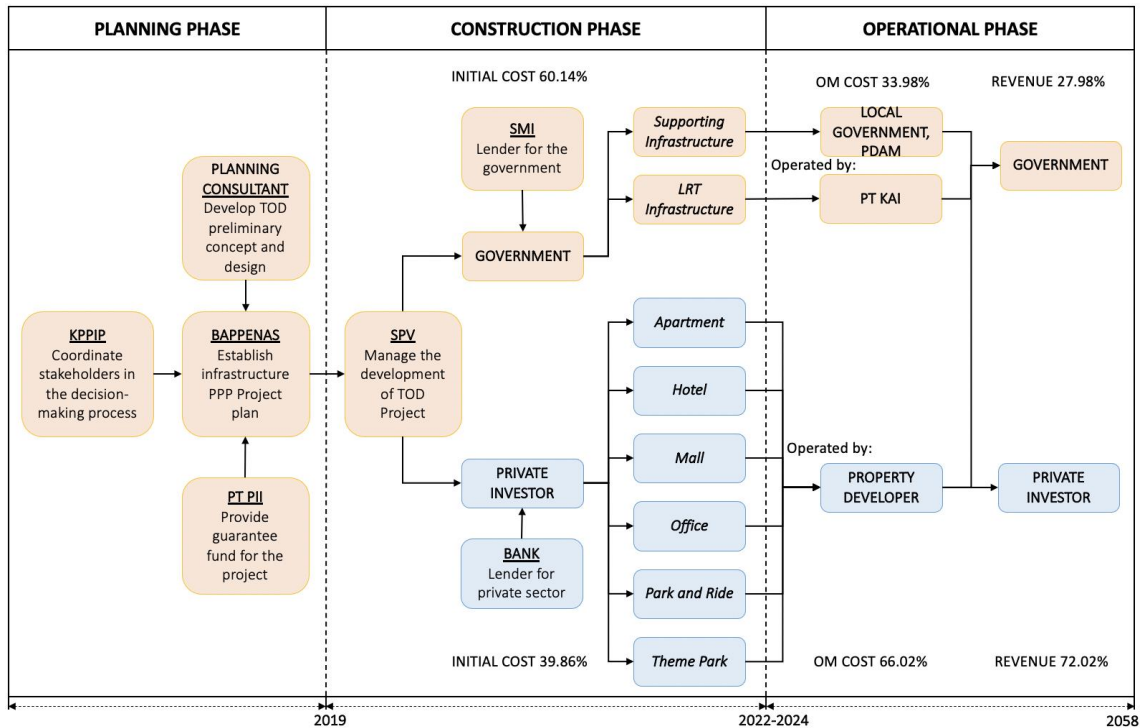 PLANNING PHASE
CONSTRUCTION PHASE
OPERATIONAL PHASE
INITIAL COST 60.14%
OM COST 33.98%
REVENUE 27.98%
PLANNING
CONSULTANT
Develop TOD
preliminary
concept and
design
KPPIP
Coordinate
stakeholders in
the decision-
making process
BAPPENAS
Establish
infrastructure
PPP Project
plan
PT PII
Provide
guarantee
fund for the
project
SPV
Manage the
development
of TOD
Project
SMI
Lender for the
government
GOVERNMENT
PRIVATE
INVESTOR
BANK
Lender for
private sector
Supporting
Infrastructure
LRT
Infrastructure
Apartment
Hotel
Mall
Office
Park and Ride
Theme Park
LOCAL
GOVERNMENT,
PDAM
Operated by:
PT KAI
GOVERNMENT
Operated by:
PROPERTY
DEVELOPER
PRIVATE
INVESTOR
INITIAL COST 39.86%
OM COST 66.02%
REVENUE 72.02%
2019
2022-2024
2058